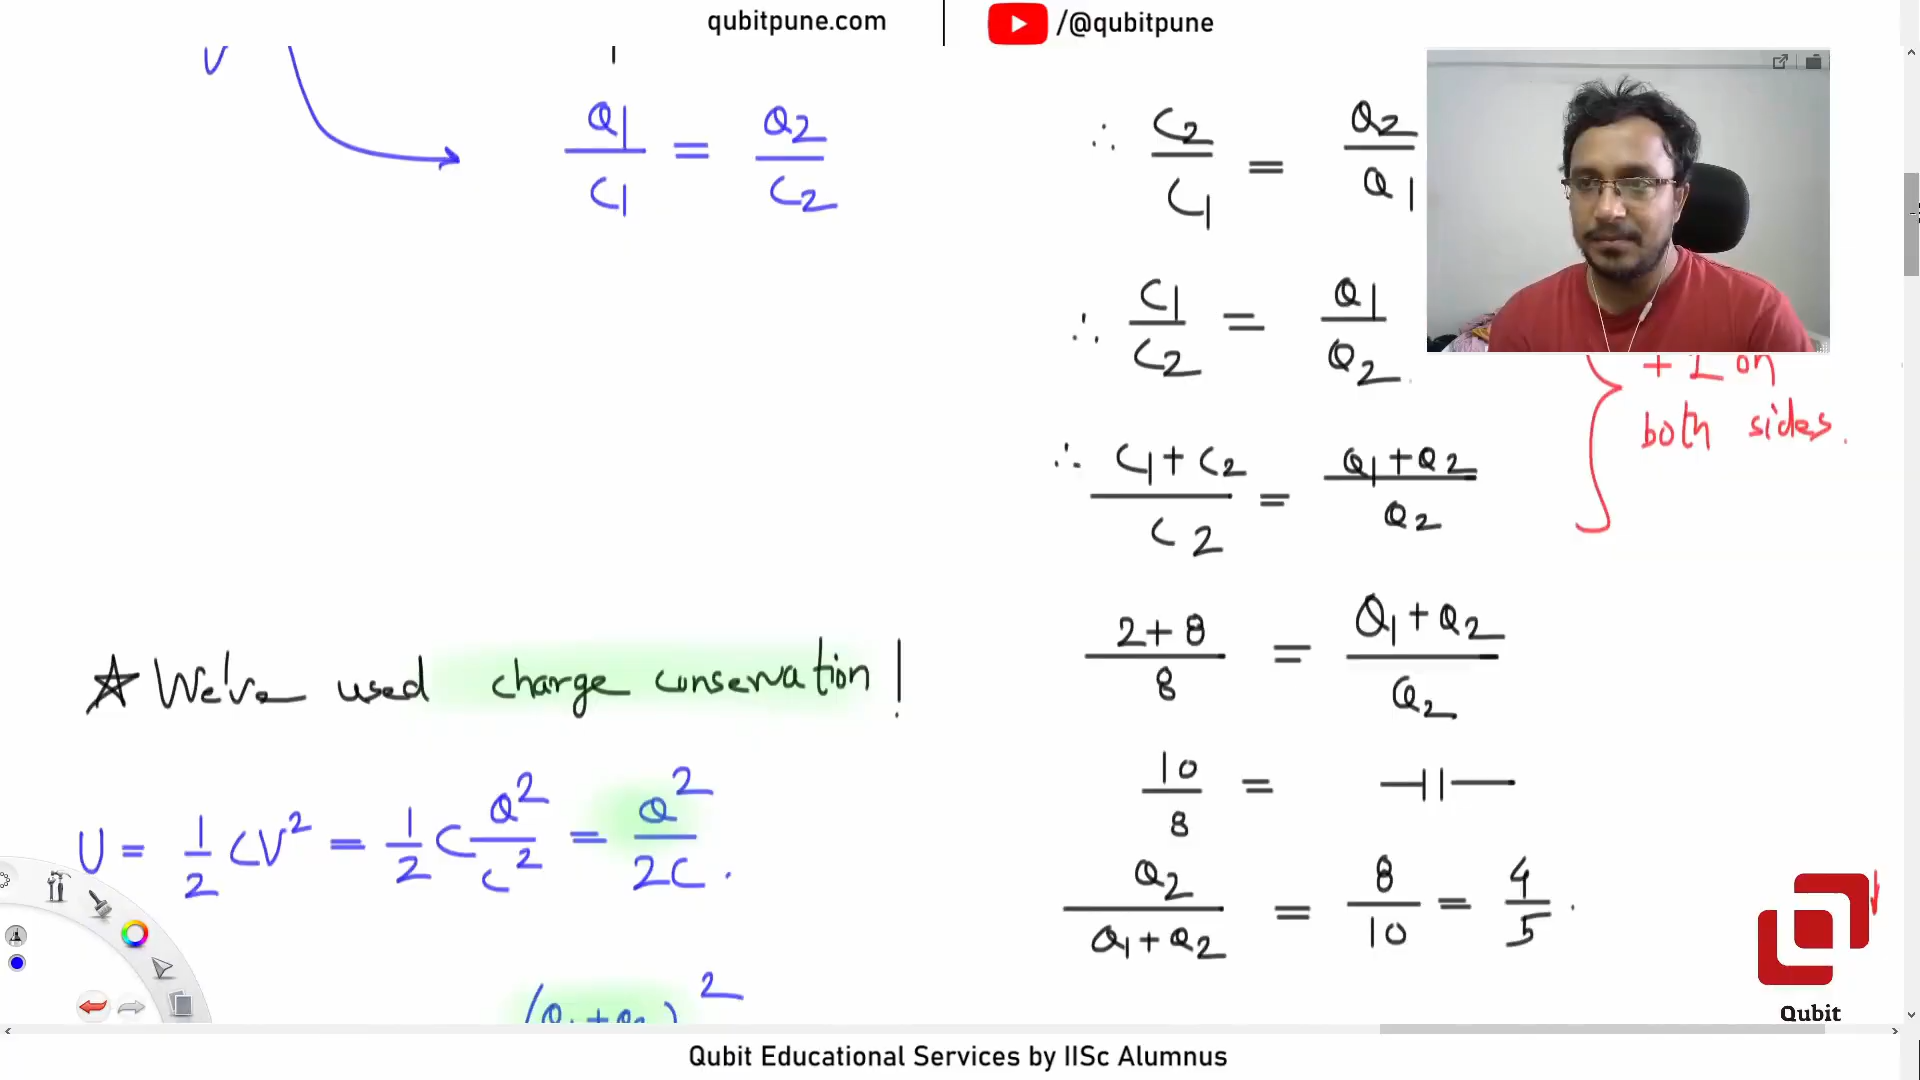 qubitpune.com | /@qubitpune
V
Q1/C1 = Q2/C2
★ We've used charge conservation!
U = 1/2 CV² = 1/2 C Q²/C² = Q²/2C .
(Q1 + Q2)²
∴ C2/C1 = Q2/Q1
∴ C1/C2 = Q1/Q2
+ 1 on
both sides.
∴ (C1 + C2)/C2 = (Q1 + Q2)/Q2
(2 + 8)/8 = (Q1 + Q2)/Q2
10/8 = —||—
Q2/(Q1 + Q2) = 8/10 = 4/5 .
Qubit
Qubit Educational Services by IISc Alumnus